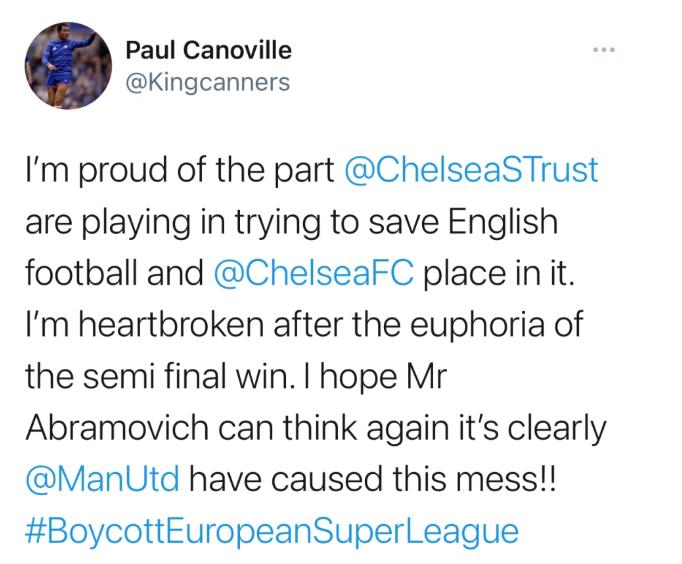 Paul Canoville
@Kingcanners
I'm proud of the part @ChelseaSTrust
are playing in trying to save English
football and @ChelseaFC place in it.
I'm heartbroken after the euphoria of
the semi final win. I hope Mr
Abramovich can think again it's clearly
@ManUtd have caused this mess!!
#BoycottEuropeanSuperLeague